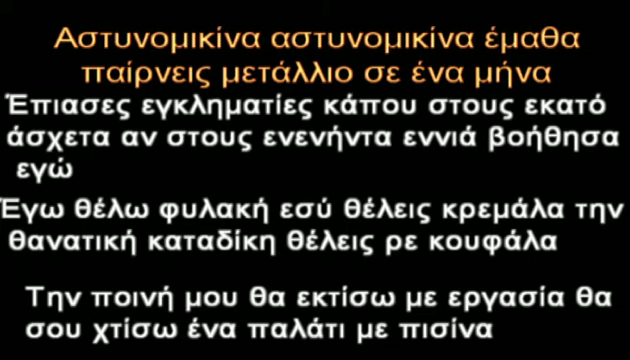 Αστυνομικίνα αστυνομικίνα έμαθα
παίρνεις μετάλλιο σε ένα μήνα
Έπιασες εγκληματίες κάπου στους εκατό
άσχετα αν στους ενενήντα εννιά βοήθησα
εγώ
Έγω θέλω φυλακή εσύ θέλεις κρεμάλα την
θανατική καταδίκη θέλεις ρε κουφάλα
Την ποινή μου θα εκτίσω με εργασία θα
σου χτίσω ένα παλάτι με πισίνα